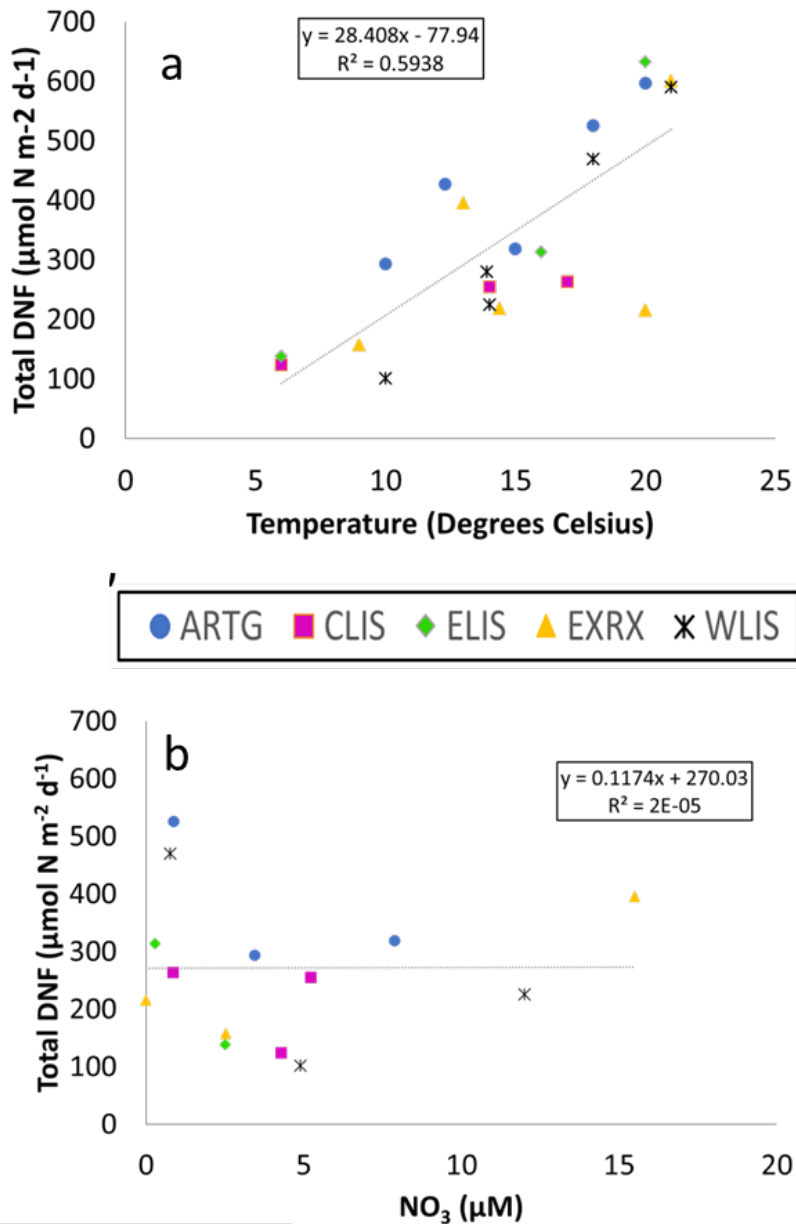 700
600
500
400
300
200
100
0
Total DNF (µmol N m-2 d-1)
a
y = 28.408x - 77.94
R² = 0.5938
0 5 10 15 20 25
Temperature (Degrees Celsius)
,
ARTG CLIS ELIS EXRX WLIS
700
600
500
400
300
200
100
0
Total DNF (µmol N m⁻² d⁻¹)
b
y = 0.1174x + 270.03
R² = 2E-05
0 5 10 15 20
NO₃ (µM)